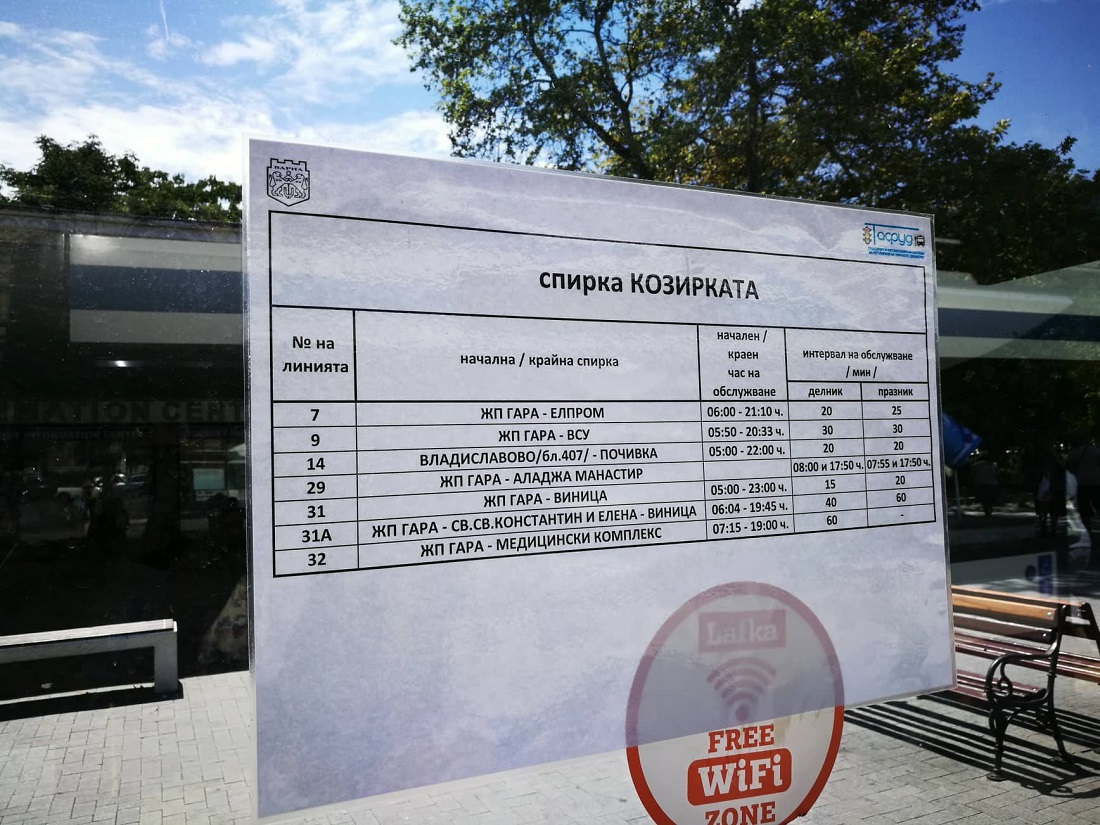 ВАРНА
Тасруд
спирка КОЗИРКАТА
№ на линията
начална / крайна спирка
начален / краен час на обслужване
интервал на обслужване / мин /
делник празник
7 ЖП ГАРА - ЕЛПРОМ 06:00 - 21:10 ч. 20 25
9 ЖП ГАРА - ВСУ 05:50 - 20:33 ч. 30 30
14 ВЛАДИСЛАВОВО/бл.407/ - ПОЧИВКА 05:00 - 22:00 ч. 20 20
29 ЖП ГАРА - АЛАДЖА МАНАСТИР 08:00 и 17:50 ч. 07:55 и 17:50 ч.
31 ЖП ГАРА - ВИНИЦА 05:00 - 23:00 ч. 15 20
31А ЖП ГАРА - СВ.СВ.КОНСТАНТИН И ЕЛЕНА - ВИНИЦА 06:04 - 19:45 ч. 40 60
32 ЖП ГАРА - МЕДИЦИНСКИ КОМПЛЕКС 07:15 - 19:00 ч. 60 -
Lafka
FREE
WiFi
ZONE